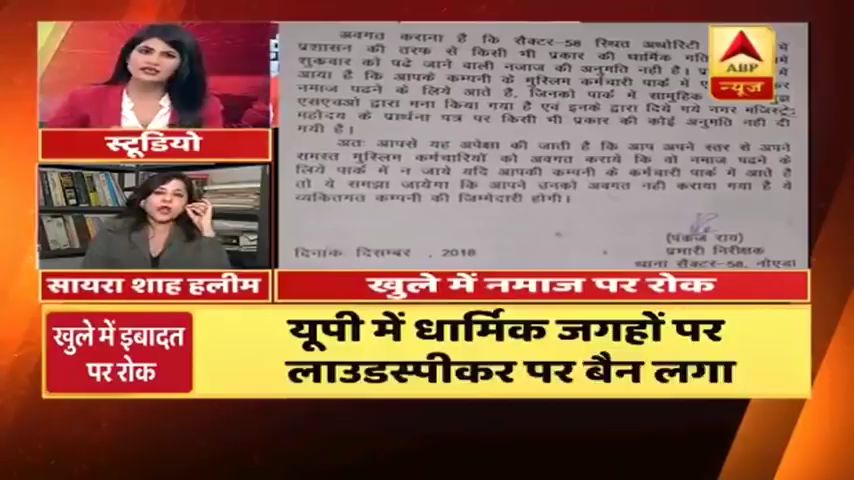 अवगत कराना है कि सैक्टर-58 स्थित अथोरिटी
प्रशासन की तरफ से किसी भी प्रकार की धार्मिक
शुकवार को पढे जाने वाली नजाज की अनुमति नही है।
आया है कि आपके कम्पनी के मुस्लिम कर्मचारी पार्क में
नमाज पढने के लिये आते है, जिनको पार्क मे सामुहिक
एसएचओ द्वारा मना किया गया है एवं इनके द्वारा दिये गये नगर मजिस्ट्रेट
महोदय के प्रार्थना पत्र पर किसी भी प्रकार की कोई अनुमति नही दी
गयी है।
अतः आपसे यह अपेक्षा की जाती है कि आप अपने स्तर से अपने
समस्त मुस्लिम कर्मचारियों को अवगत करायें कि वो नमाज पढने के
लिये पार्क में न जाये यदि आपकी कम्पनी के कर्मचारी पार्क मे आते है
तो ये समझा जायेगा कि आपने उनको अवगत नही कराया गया है
व्यक्तिगत कम्पनी की जिम्मेदारी होगी।
(पंकज राय)
दिनांक दिसम्बर , 2018
प्रभारी निरीक्षक
थाना सैक्टर-58, नौएडा
ABP
न्यूज़
स्टूडियो
सायरा शाह हलीम
खुले में नमाज पर रोक
खुले में इबादत
पर रोक
यूपी में धार्मिक जगहों पर
लाउडस्पीकर पर बैन लगा